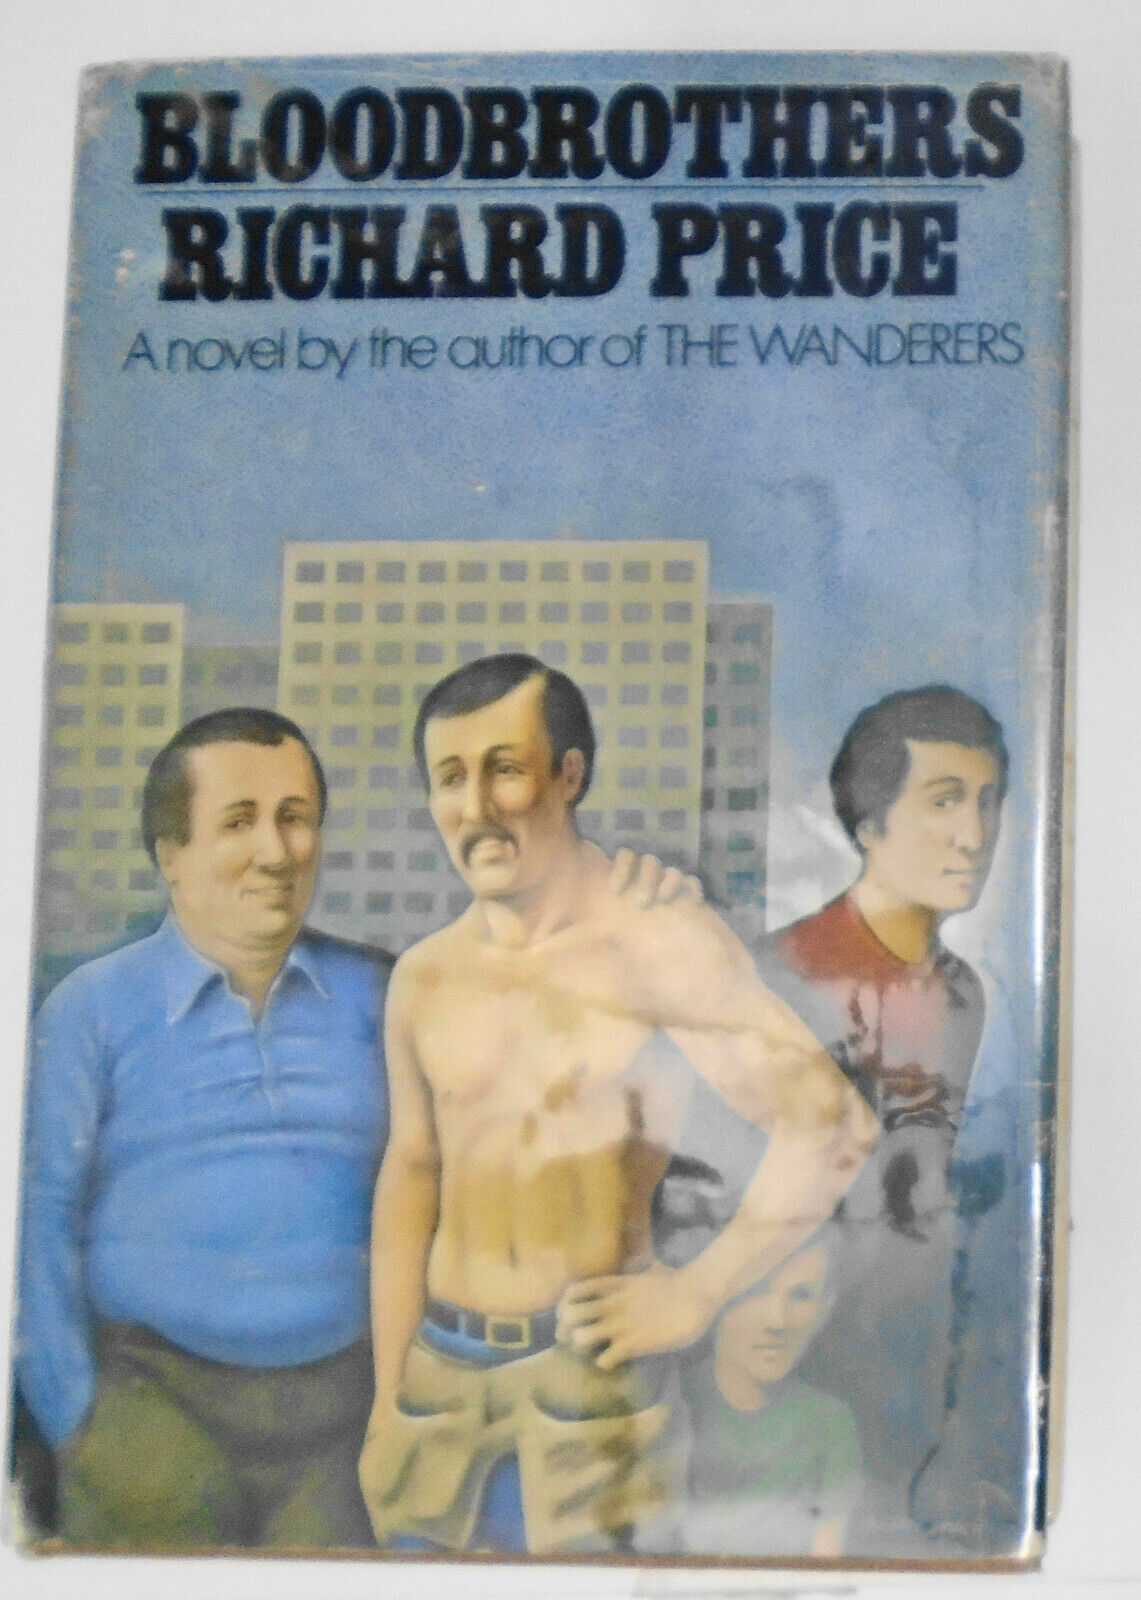 BLOODBROTHERS
RICHARD PRICE
A novel by the author of THE WANDERERS